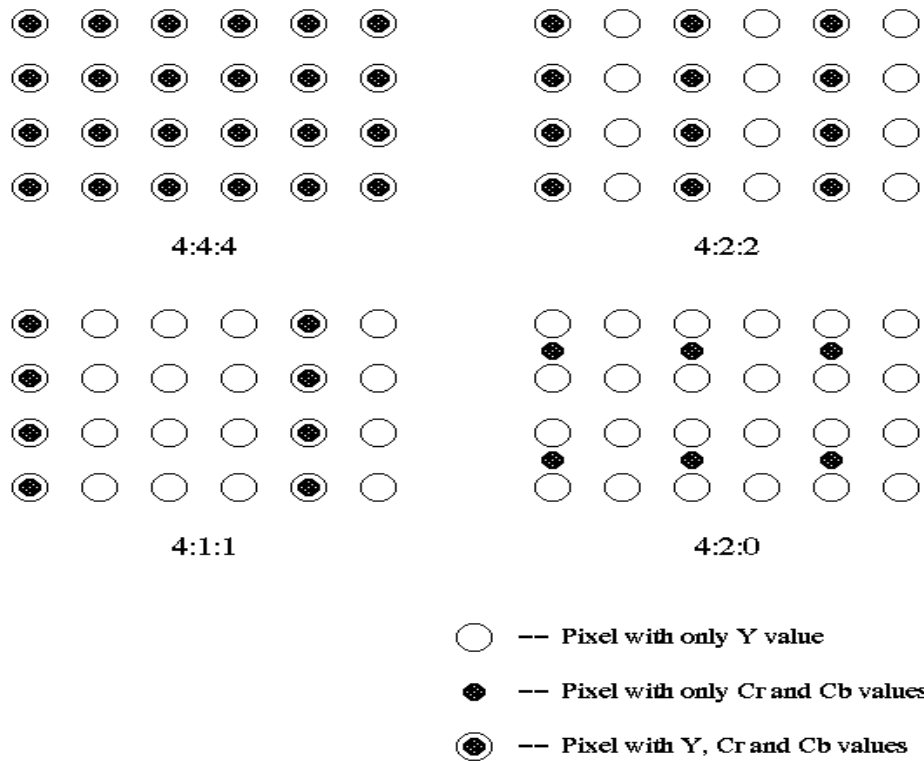 4:4:4
4:2:2
4:1:1
4:2:0
-- Pixel with only Y value
-- Pixel with only Cr and Cb values
-- Pixel with Y, Cr and Cb values